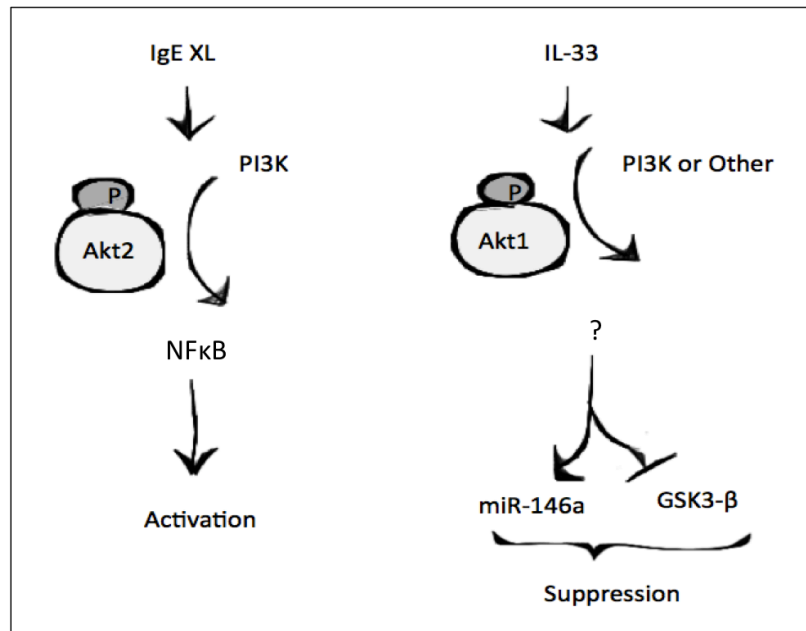 IgE XL
PI3K
P
Akt2
NFκB
Activation
IL-33
PI3K or Other
P
Akt1
?
miR-146a
GSK3-β
Suppression